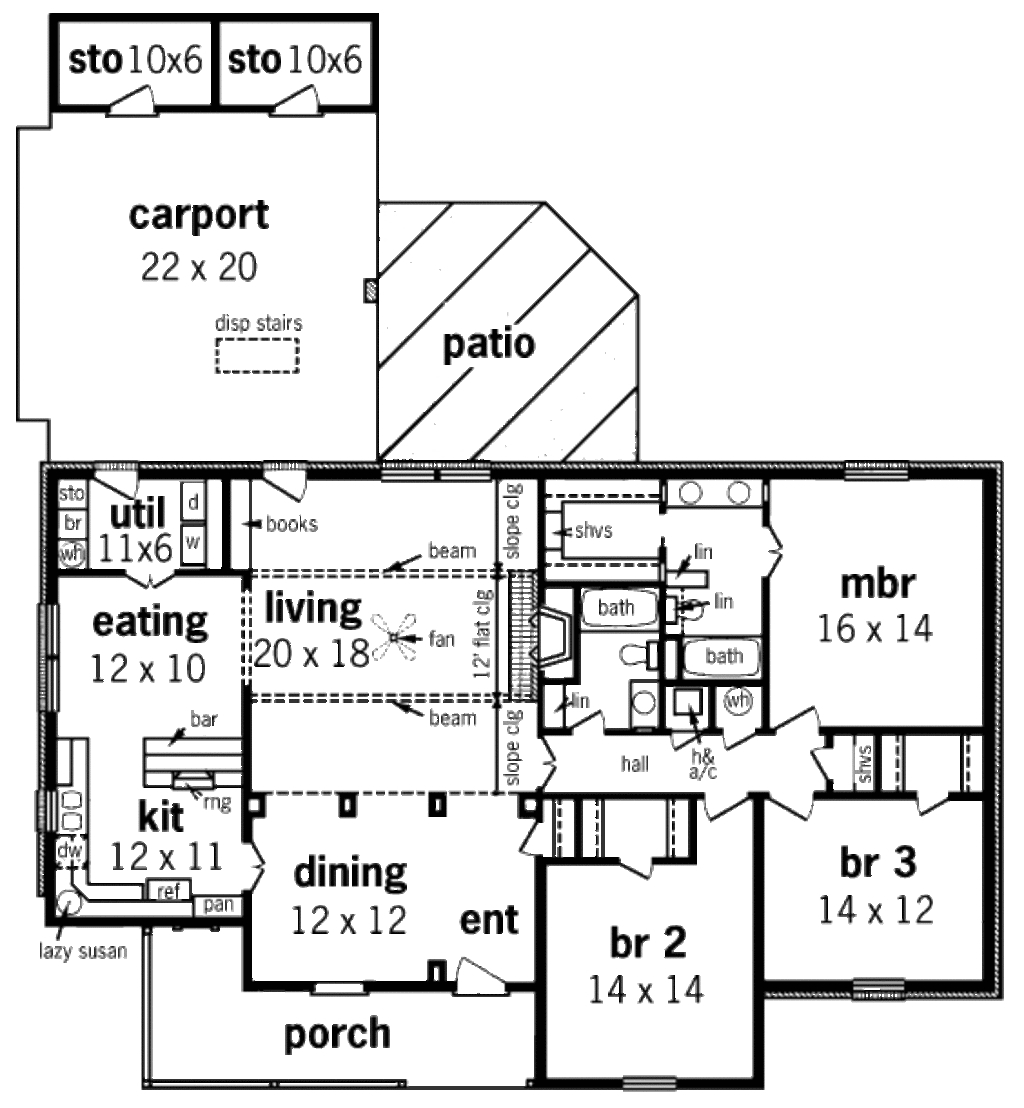 sto 10x6
sto 10x6
carport
22 x 20
disp stairs
patio
sto
br
wh
util
11x6
d
w
books
slope clg
shvs
lin
lin
beam
living
20 x 18
fan
12' flat clg
beam
slope clg
bath
bath
lin
wh
h&
a/c
hall
mbr
16 x 14
shvs
eating
12 x 10
bar
rng
kit
12 x 11
dw
ref
pan
lazy susan
dining
12 x 12
ent
br 2
14 x 14
br 3
14 x 12
porch